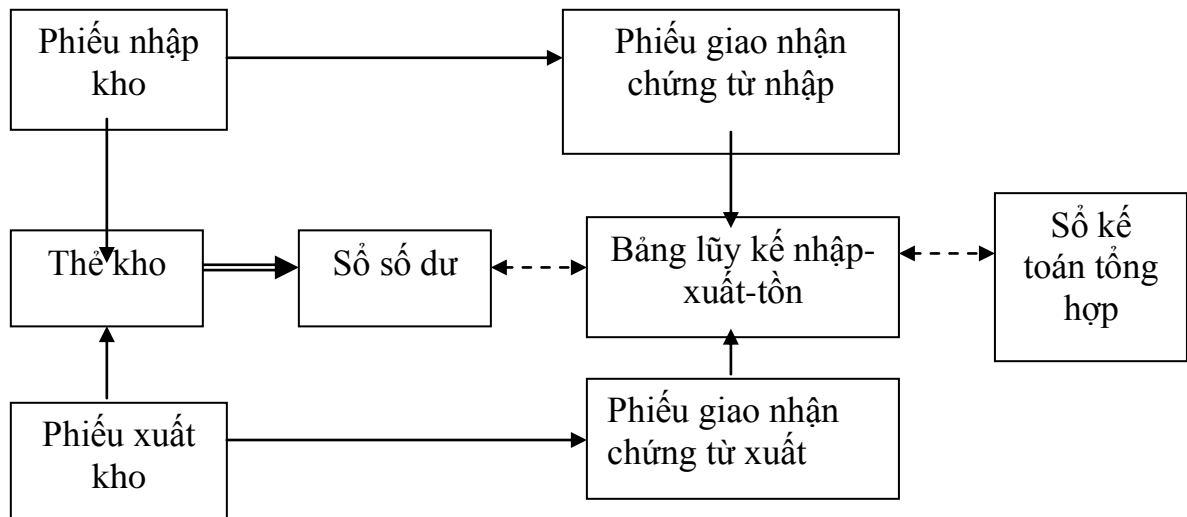 Phiếu nhập
kho
Phiếu giao nhận
chứng từ nhập
Thẻ kho
Sổ số dư
Bảng lũy kế nhập-
xuất-tồn
Sổ kế
toán tổng
hợp
Phiếu xuất
kho
Phiếu giao nhận
chứng từ xuất